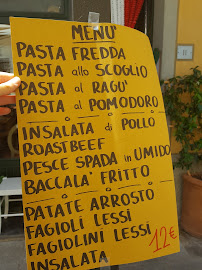 MENU'
PASTA FREDDA
PASTA allo SCOGLIO
PASTA al RAGU'
PASTA al POMODORO
INSALATA di POLLO
ROASTBEEF
PESCE SPADA in UMIDO
BACCALA' FRITTO
PATATE ARROSTO
FAGIOLI LESSI
FAGIOLINI LESSI
INSALATA
12€